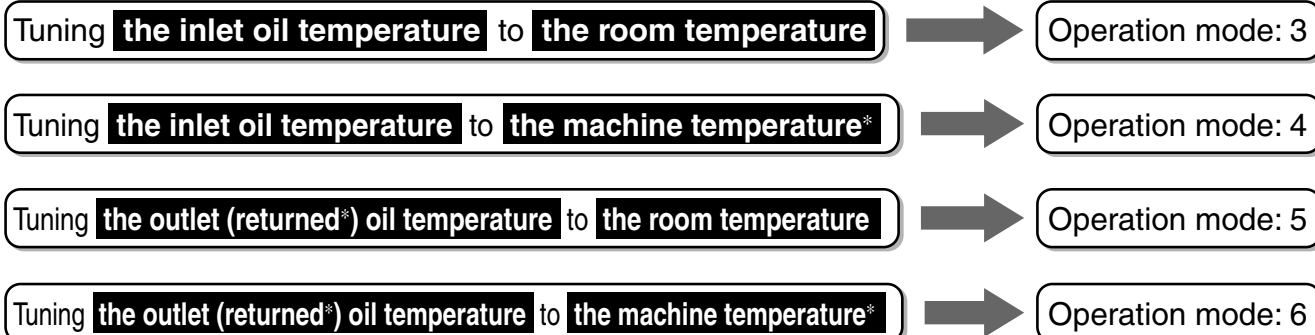 Tuning the inlet oil temperature to the room temperature Operation mode: 3
Tuning the inlet oil temperature to the machine temperature* Operation mode: 4
Tuning the outlet (returned*) oil temperature to the room temperature Operation mode: 5
Tuning the outlet (returned*) oil temperature to the machine temperature* Operation mode: 6